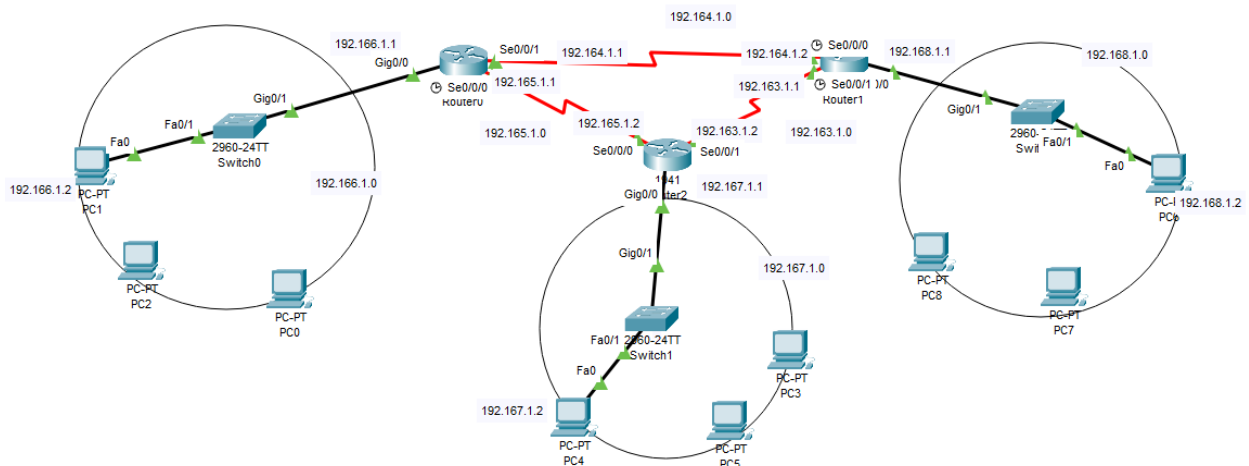 192.164.1.0
192.166.1.1
Gig0/0
Se0/0/1
192.164.1.1
192.164.1.2
Se0/0/0
192.168.1.1
192.168.1.0
Se0/0/0
Router0
192.165.1.1
192.163.1.1
Se0/0/1
Router1
Gig0/1
Gig0/1
Fa0/1
2960-24TT
Switch0
192.165.1.0
192.165.1.2
192.163.1.2
192.163.1.0
2960-
Fa0/1
Fa0
Se0/0/0
Se0/0/1
1941
Fa0
192.166.1.2
PC-PT
PC1
192.166.1.0
Gig0/0
192.167.1.1
192.168.1.2
PC6
PC-PT
PC2
PC-PT
PC0
Gig0/1
192.167.1.0
PC-PT
PC8
PC-PT
PC7
Fa0/1
2960-24TT
Switch1
Fa0
PC-PT
PC3
192.167.1.2
PC-PT
PC4
PC-PT
PC5